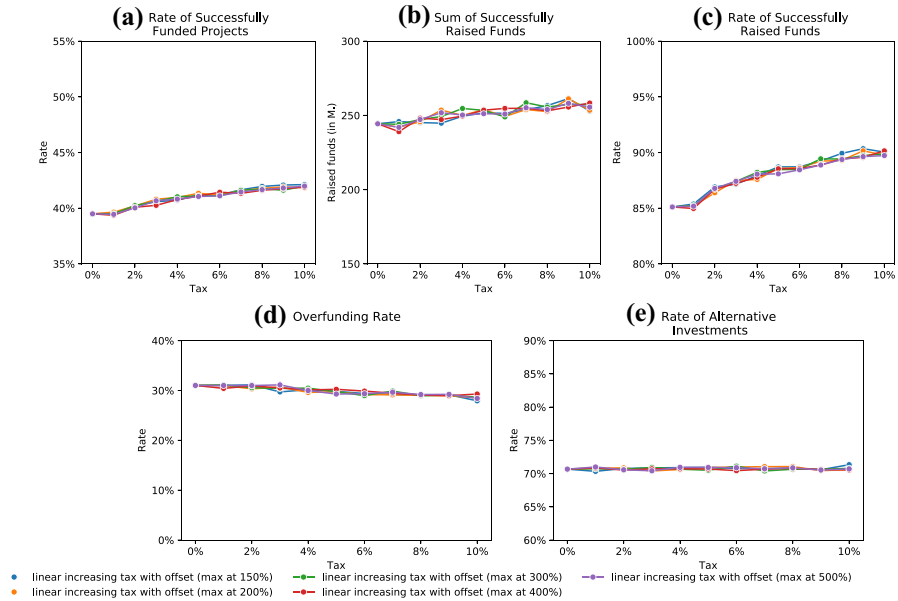 (a) Rate of Successfully
Funded Projects
55%
50%
45%
40%
35%
Rate
0% 2% 4% 6% 8% 10%
Tax
(b) Sum of Successfully
Raised Funds
300
250
200
150
Raised funds (in M.)
0% 2% 4% 6% 8% 10%
Tax
(c) Rate of Successfully
Raised Funds
100%
95%
90%
85%
80%
Rate
0% 2% 4% 6% 8% 10%
Tax
(d) Overfunding Rate
40%
30%
20%
10%
0%
Rate
0% 2% 4% 6% 8% 10%
Tax
(e) Rate of Alternative
Investments
90%
85%
80%
75%
70%
65%
60%
Rate
0% 2% 4% 6% 8% 10%
Tax
linear increasing tax with offset (max at 150%)
linear increasing tax with offset (max at 200%)
linear increasing tax with offset (max at 300%)
linear increasing tax with offset (max at 400%)
linear increasing tax with offset (max at 500%)